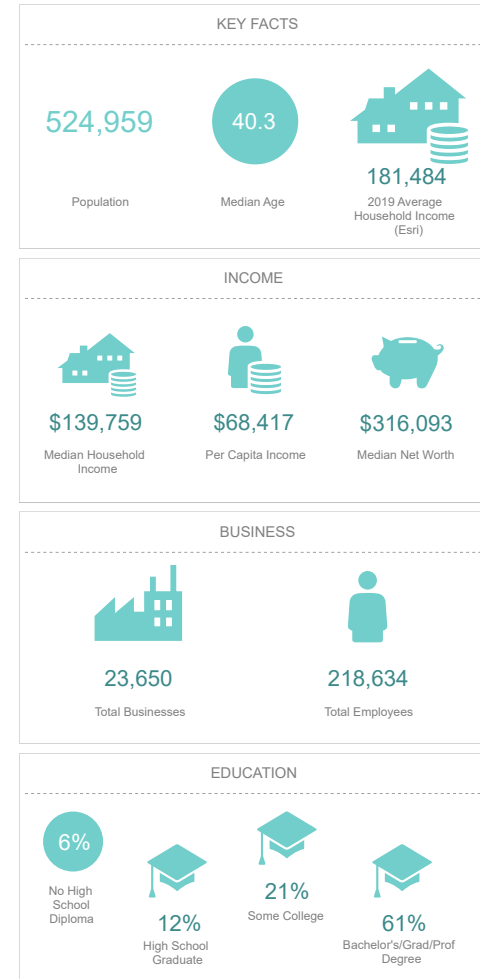 KEY FACTS
524,959
Population
40.3
Median Age
181,484
2019 Average
Household Income
(Esri)
INCOME
$139,759
Median Household
Income
$68,417
Per Capita Income
$316,093
Median Net Worth
BUSINESS
23,650
Total Businesses
218,634
Total Employees
EDUCATION
6%
No High
School
Diploma
12%
High School
Graduate
21%
Some College
61%
Bachelor's/Grad/Prof
Degree